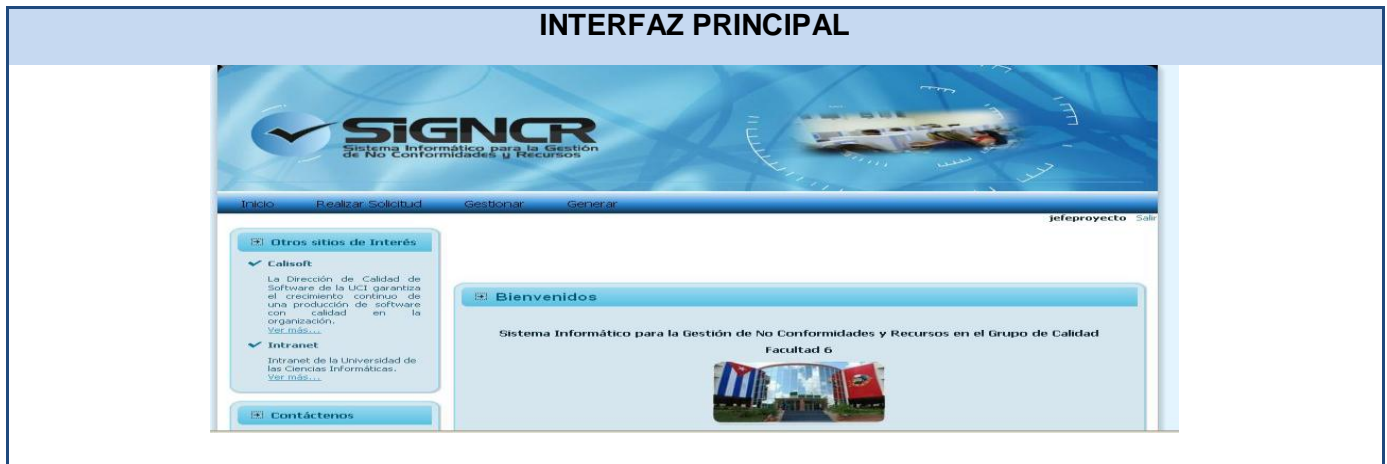 INTERFAZ PRINCIPAL
SiGNCR
Sistema Informático para la Gestión
de No Conformidades y Recursos
Inicio Realizar Solicitud Gestionar Generar
jefeproyecto Salir
Otros sitios de Interés
Calisoft
La Dirección de Calidad de
Software de la UCI garantiza
el crecimiento continuo de
una producción de software
con calidad en la
organización.
Ver más...
Intranet
Intranet de la Universidad de
las Ciencias Informáticas.
Ver más...
Contáctenos
Bienvenidos
Sistema Informático para la Gestión de No Conformidades y Recursos en el Grupo de Calidad
Facultad 6